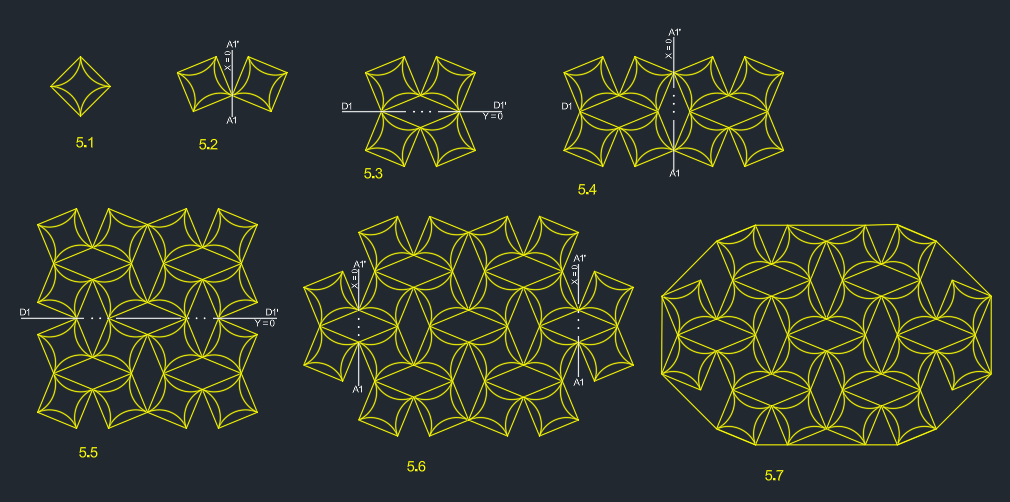 5.1
A1'
X = 0
A1
5.2
D1
D1'
Y = 0
5.3
A1'
X = 0
D1
A1
5.4
D1
D1'
Y = 0
5.5
A1'
X = 0
A1
A1'
X = 0
A1
5.6
5.7